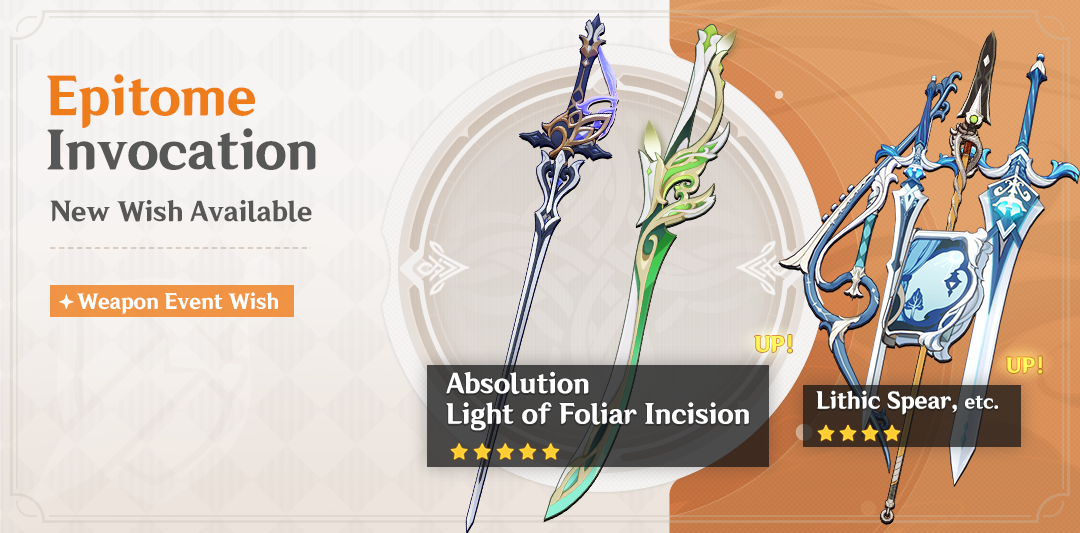 Epitome
Invocation
New Wish Available
Weapon Event Wish
UP!
Absolution
Light of Foliar Incision
UP!
Lithic Spear, etc.